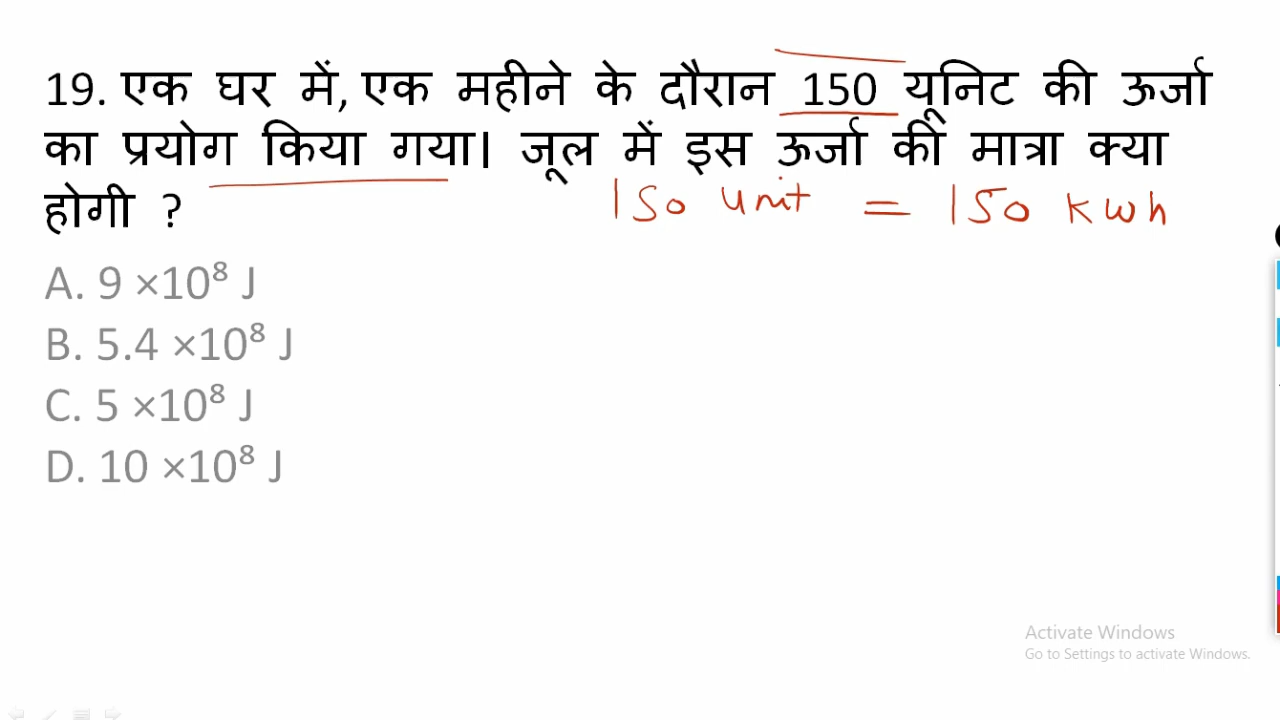 19. एक घर में, एक महीने के दौरान 150 यूनिट की ऊर्जा
का प्रयोग किया गया। जूल में इस ऊर्जा की मात्रा क्या
होगी ?
150 unit = 150 kwh
A. 9 ×10⁸ J
B. 5.4 ×10⁸ J
C. 5 ×10⁸ J
D. 10 ×10⁸ J
Activate Windows
Go to Settings to activate Windows.